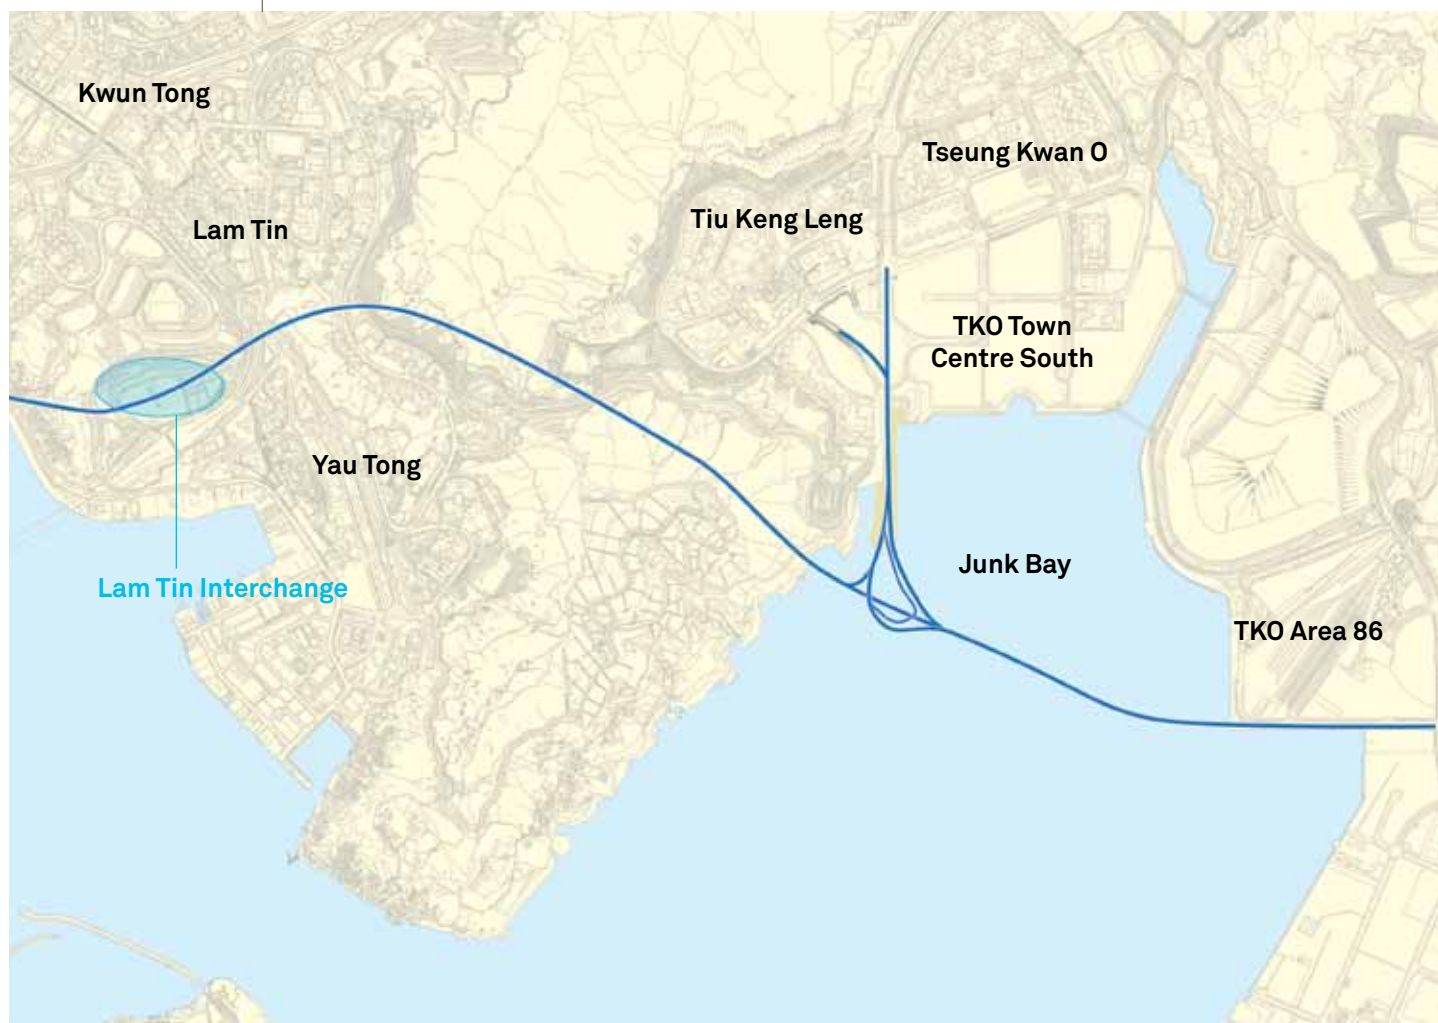 Kwun Tong
Tseung Kwan O
Tiu Keng Leng
Lam Tin
TKO Town
Centre South
Yau Tong
Junk Bay
Lam Tin Interchange
TKO Area 86